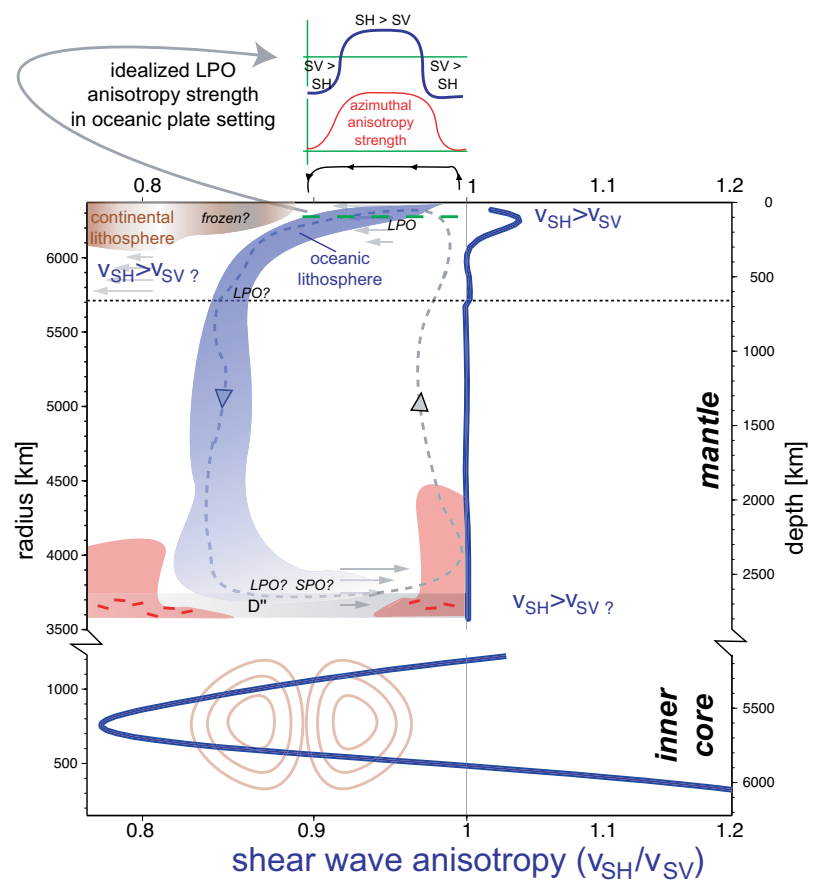 SH > SV
idealized LPO
anisotropy strength
in oceanic plate setting
SV >
SH
SV >
SH
azimuthal
anisotropy
strength
0.8
1
1.1
1.2
continental
lithosphere
frozen?
LPO
vSH>vSV
oceanic
lithosphere
vSH>vSV ?
LPO?
0
500
1000
1500
2000
2500
6000
5500
5000
4500
4000
3500
radius [km]
depth [km]
mantle
LPO? SPO?
D"
vSH>vSV ?
1000
500
5500
6000
inner
core
0.8
0.9
1
1.1
1.2
shear wave anisotropy (vSH/vSV)